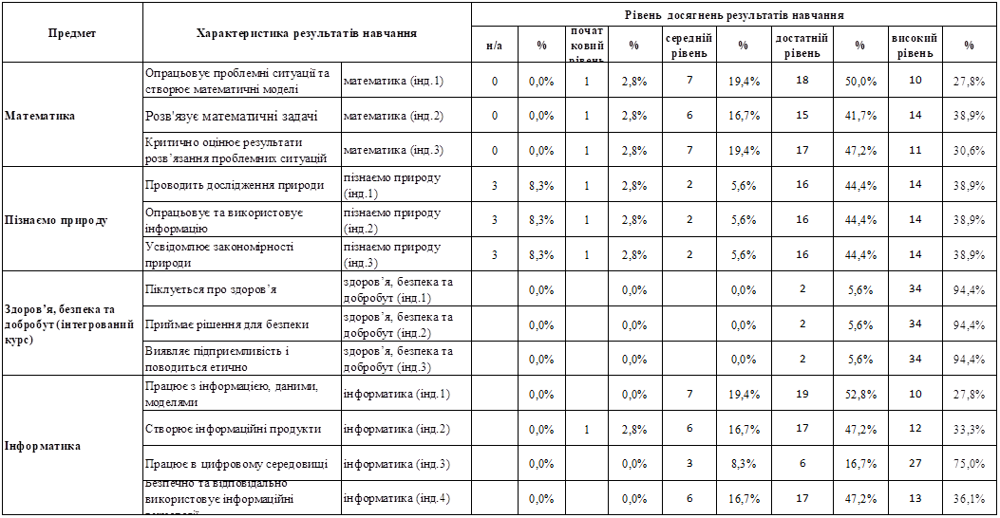 Предмет
Характеристика результатів навчання
Рівень досягнень результатів навчання
н/а
%
почат
ковий
рівень
%
середній
рівень
%
достатній
рівень
%
високий
рівень
%
Математика
Опрацьовує проблемні ситуації та
створює математичні моделі
математика (інд.1)
0 0,0% 1 2,8% 7 19,4% 18 50,0% 10 27,8%
Розв'язує математичні задачі
математика (інд.2)
0 0,0% 1 2,8% 6 16,7% 15 41,7% 14 38,9%
Критично оцінює результати
розв’язання проблемних ситуацій
математика (інд.3)
0 0,0% 1 2,8% 7 19,4% 17 47,2% 11 30,6%
Пізнаємо природу
Проводить дослідження природи
пізнаємо природу
(інд.1)
3 8,3% 1 2,8% 2 5,6% 16 44,4% 14 38,9%
Опрацьовує та використовує
інформацію
пізнаємо природу
(інд.2)
3 8,3% 1 2,8% 2 5,6% 16 44,4% 14 38,9%
Усвідомлює закономірності
природи
пізнаємо природу
(інд.3)
3 8,3% 1 2,8% 2 5,6% 16 44,4% 14 38,9%
Здоров’я, безпека та
добробут (інтегрований
курс)
Піклується про здоров’я
здоров’я, безпека та
добробут (інд.1)
0,0% 0,0% 0,0% 2 5,6% 34 94,4%
Приймає рішення для безпеки
здоров’я, безпека та
добробут (інд.2)
0,0% 0,0% 0,0% 2 5,6% 34 94,4%
Виявляє підприємливість і
поводиться етично
здоров’я, безпека та
добробут (інд.3)
0,0% 0,0% 0,0% 2 5,6% 34 94,4%
Інформатика
Працює з інформацією, даними,
моделями
інформатика (інд.1)
0,0% 0,0% 7 19,4% 19 52,8% 10 27,8%
Створює інформаційні продукти
інформатика (інд.2)
0,0% 1 2,8% 6 16,7% 17 47,2% 12 33,3%
Працює в цифровому середовищі
інформатика (інд.3)
0,0% 0,0% 3 8,3% 6 16,7% 27 75,0%
Безпечно та відповідально
використовує інформаційні
інформатика (інд.4)
0,0% 0,0% 6 16,7% 17 47,2% 13 36,1%